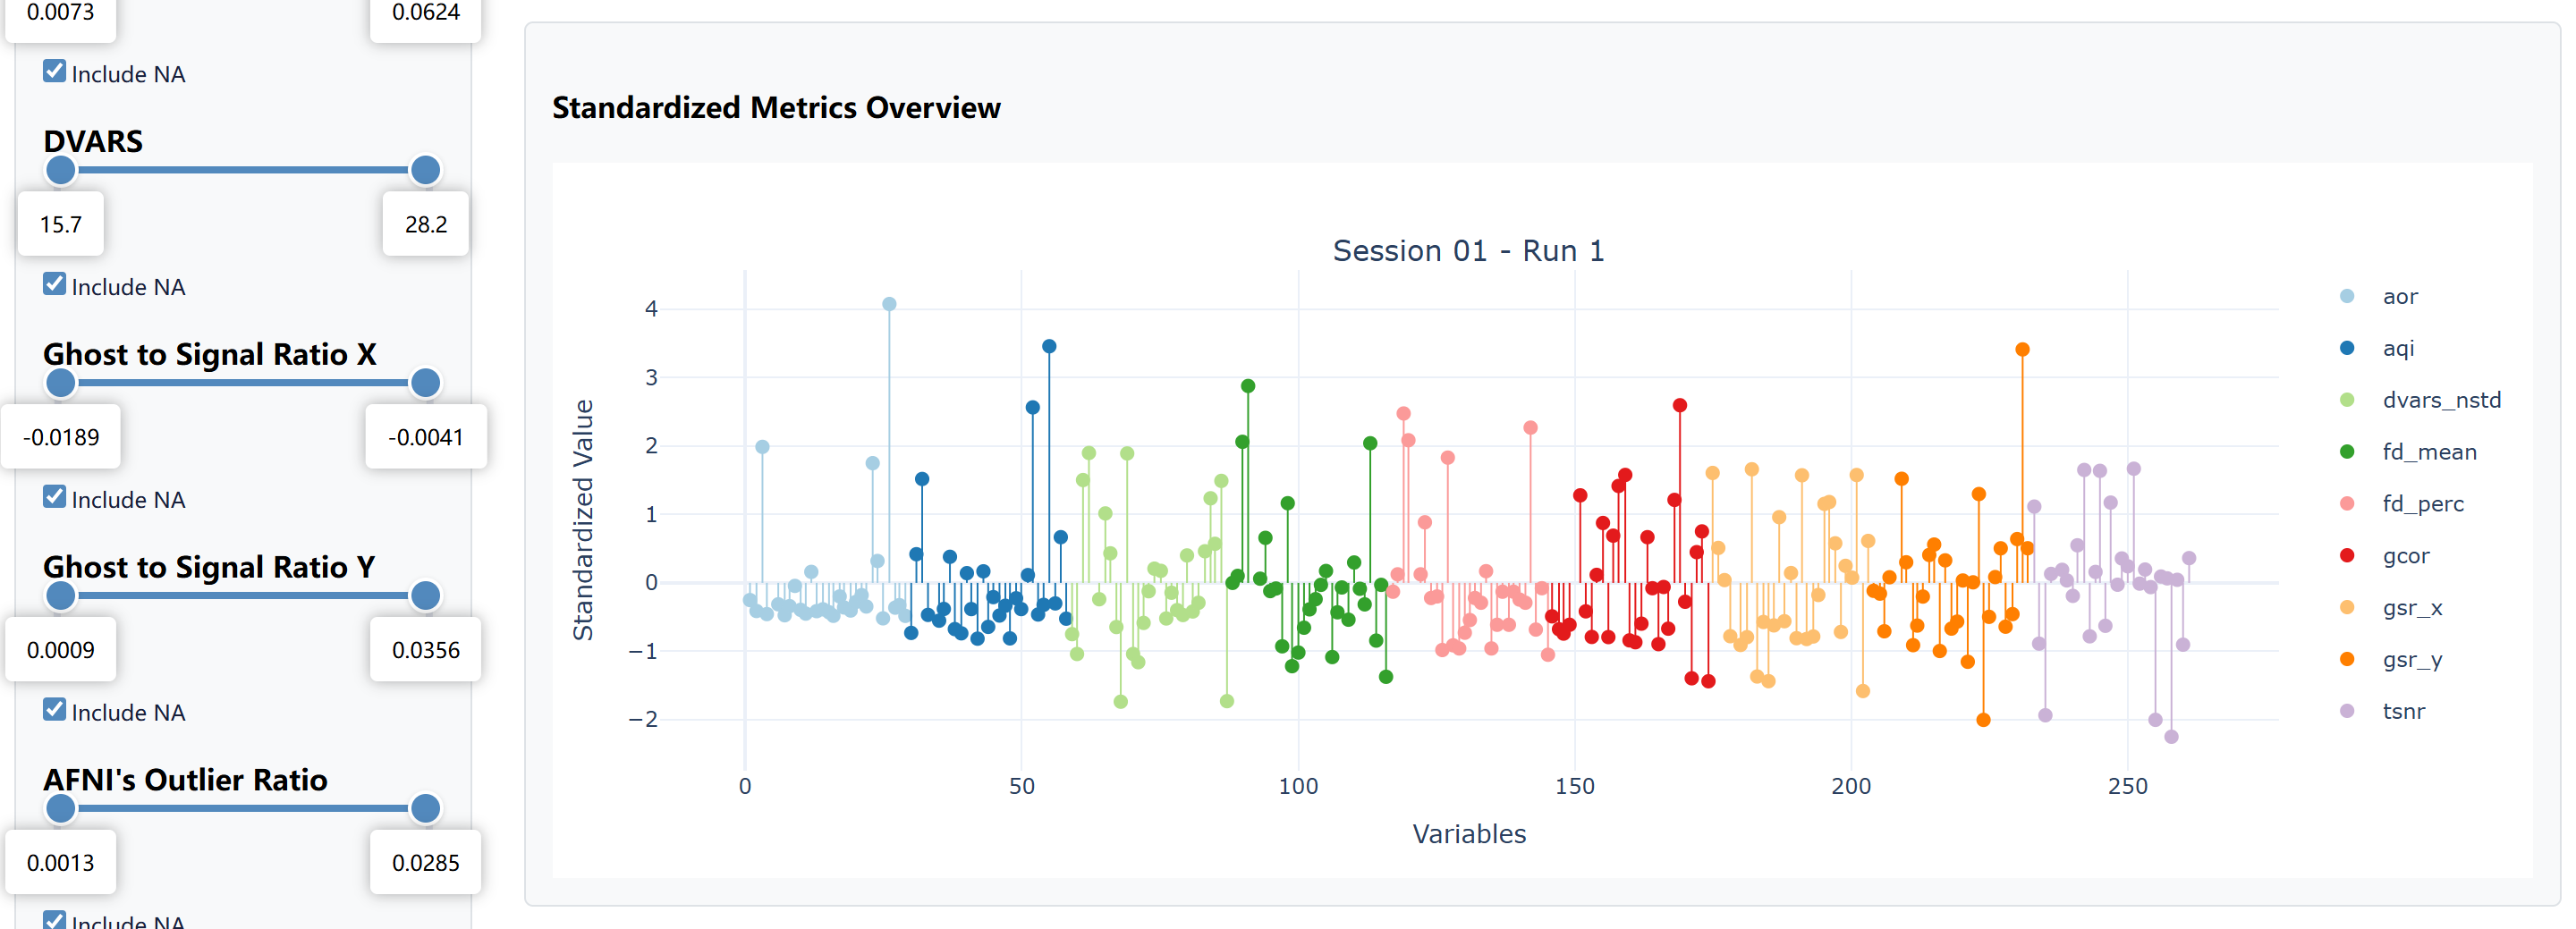 0.0073 0.0624
Include NA
DVARS
15.7 28.2
Include NA
Ghost to Signal Ratio X
-0.0189 -0.0041
Include NA
Ghost to Signal Ratio Y
0.0009 0.0356
Include NA
AFNI's Outlier Ratio
0.0013 0.0285
Include NA
Standardized Metrics Overview
Session 01 - Run 1
Standardized Value
4
3
2
1
0
−1
−2
0 50 100 150 200 250
Variables
aor
aqi
dvars_nstd
fd_mean
fd_perc
gcor
gsr_x
gsr_y
tsnr